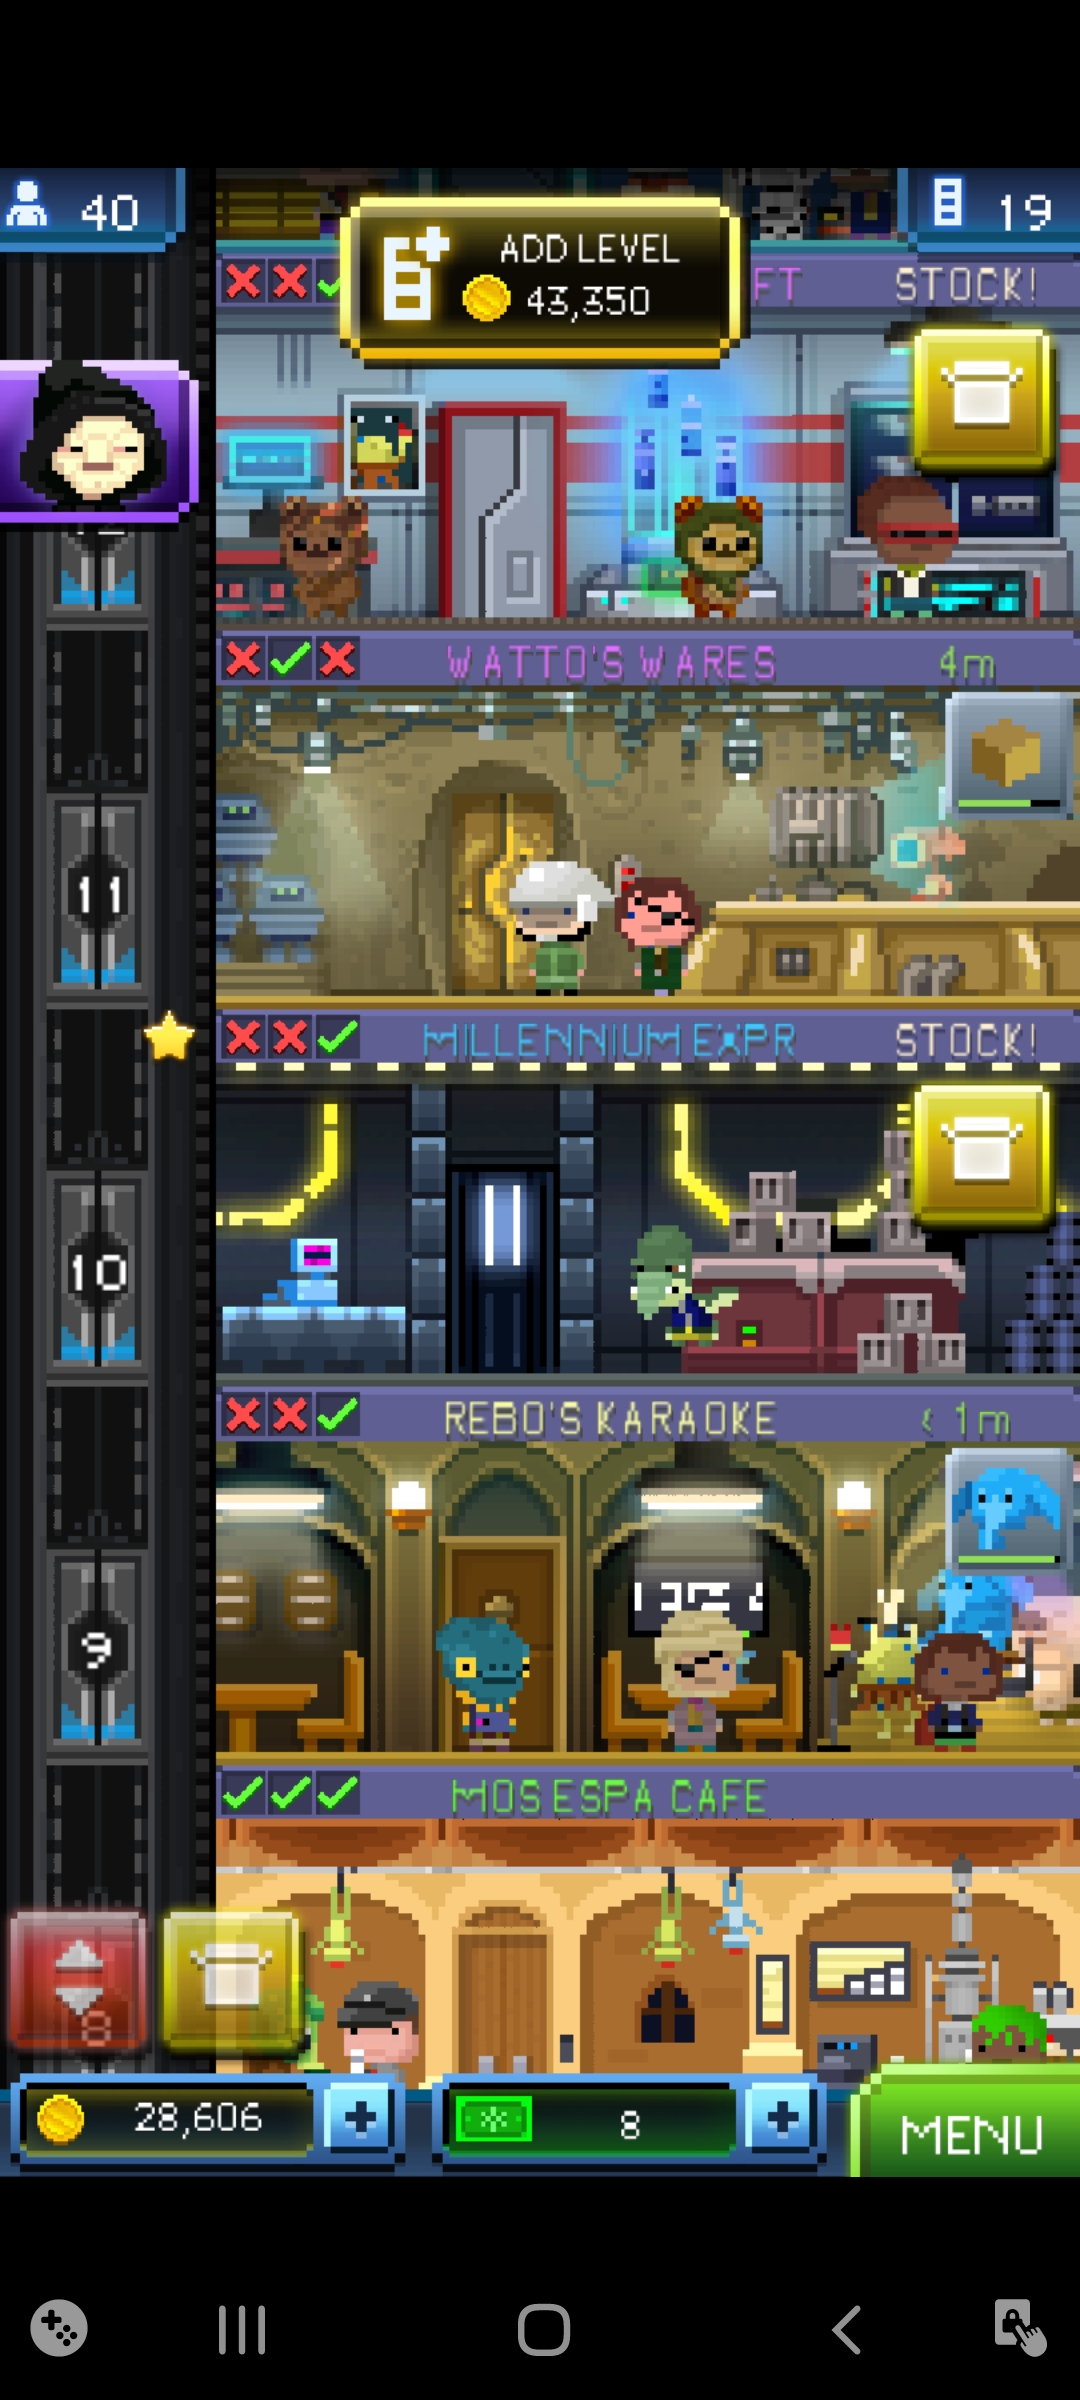 40
19
ADD LEVEL
43,350
FT STOCK!
WATTO'S WARES 4m
11
MILLENNIUM EXPR STOCK!
10
REBO'S KARAOKE < 1m
9
MOS ESPA CAFE
8
28,606
8
MENU